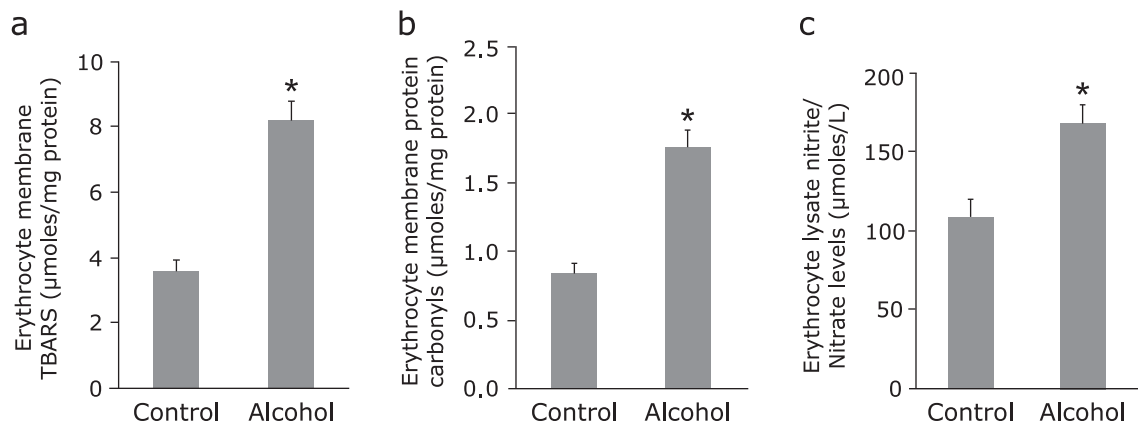 a
Erythrocyte membrane
TBARS (μmoles/mg protein)
10
8
6
4
2
0
*
Control
Alcohol
b
Erythrocyte membrane protein
carbonyls (μmoles/mg protein)
2.5
2.0
1.5
1.0
0.5
0.0
*
Control
Alcohol
c
Erythrocyte lysate nitrite/
Nitrate levels (μmoles/L)
200
150
100
50
0
*
Control
Alcohol